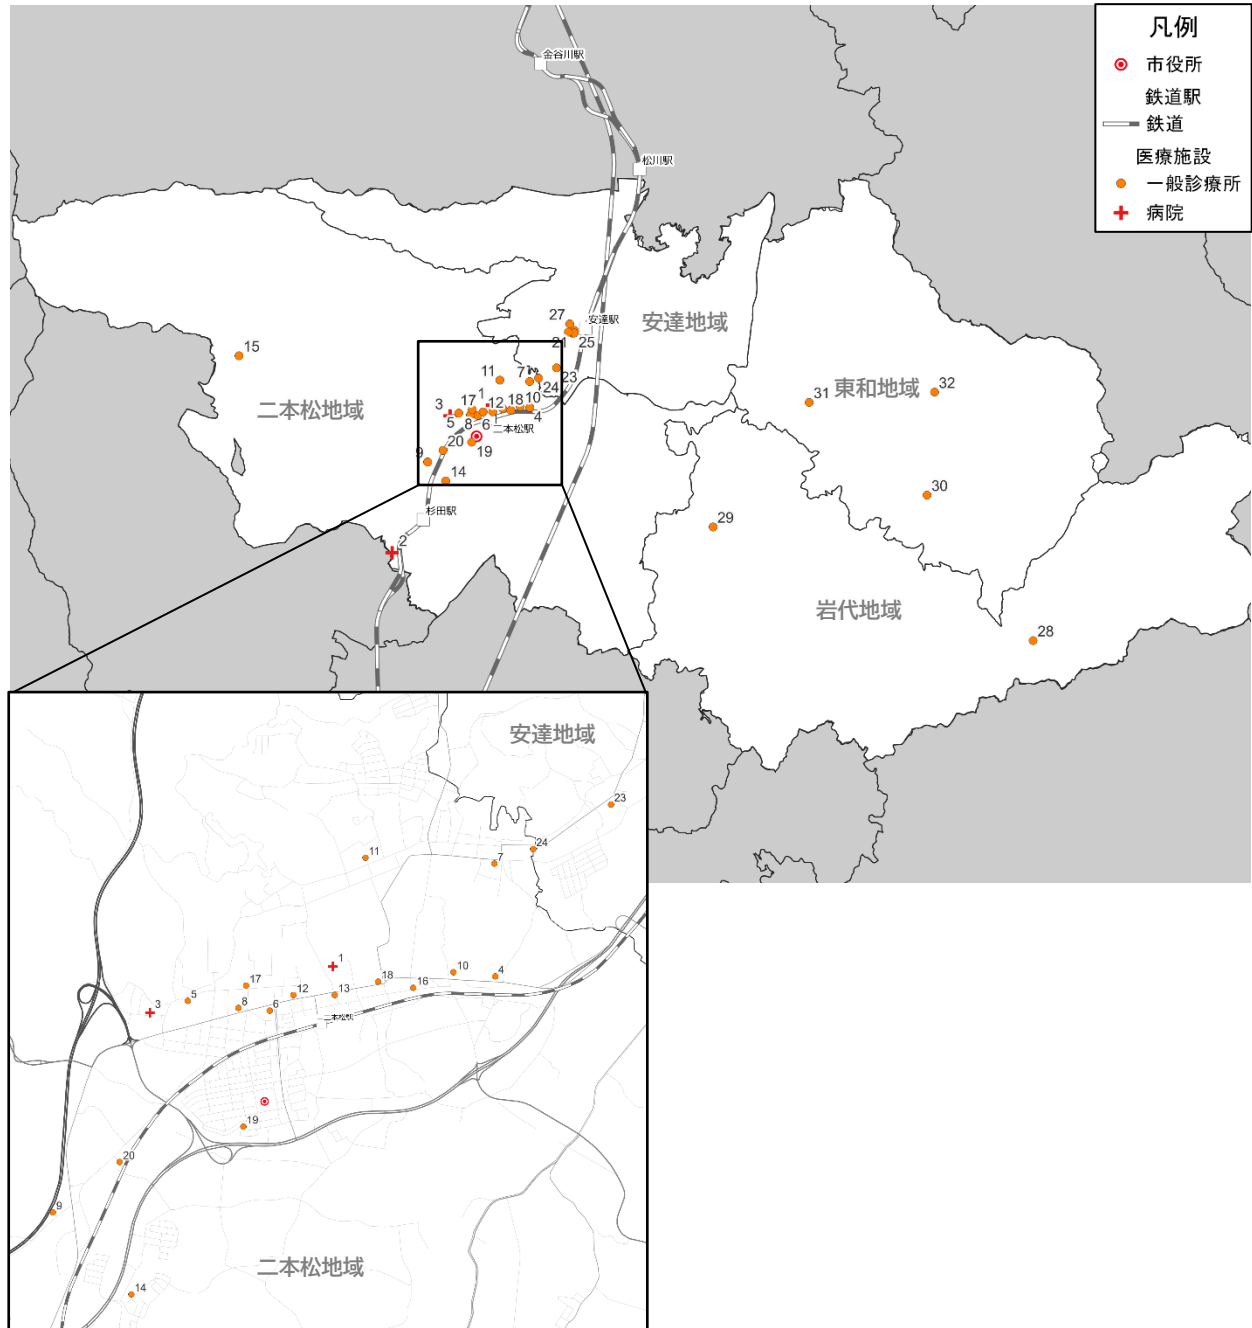 凡例
市役所
鉄道駅
鉄道
医療施設
一般診療所
病院
金谷川駅
松川駅
27
安達駅
安達地域
21
25
15
11
7
23
24
東和地域
31
32
二本松地域
3
17
1
12
18
10
5
8
6
二本松駅
4
20
19
9
14
30
杉田駅
29
2
岩代地域
28
安達地域
23
24
11
7
1
10
4
18
17
12
16
5
13
3
8
6
二本松駅
19
20
9
二本松地域
14